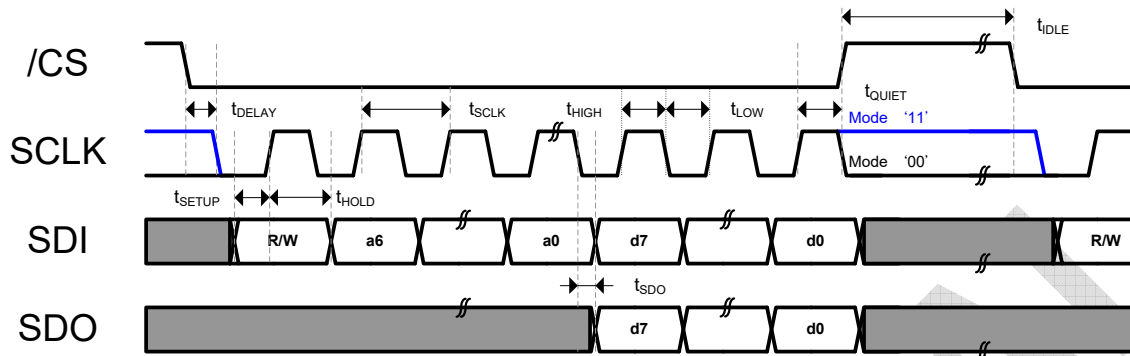 tIDLE
/CS
tDELAY tSCLK tHIGH tLOW tQUIET
Mode '11'
SCLK
Mode '00'
tSETUP tHOLD
SDI R/W a6 a0 d7 d0 R/W
tSDO
SDO d7 d0